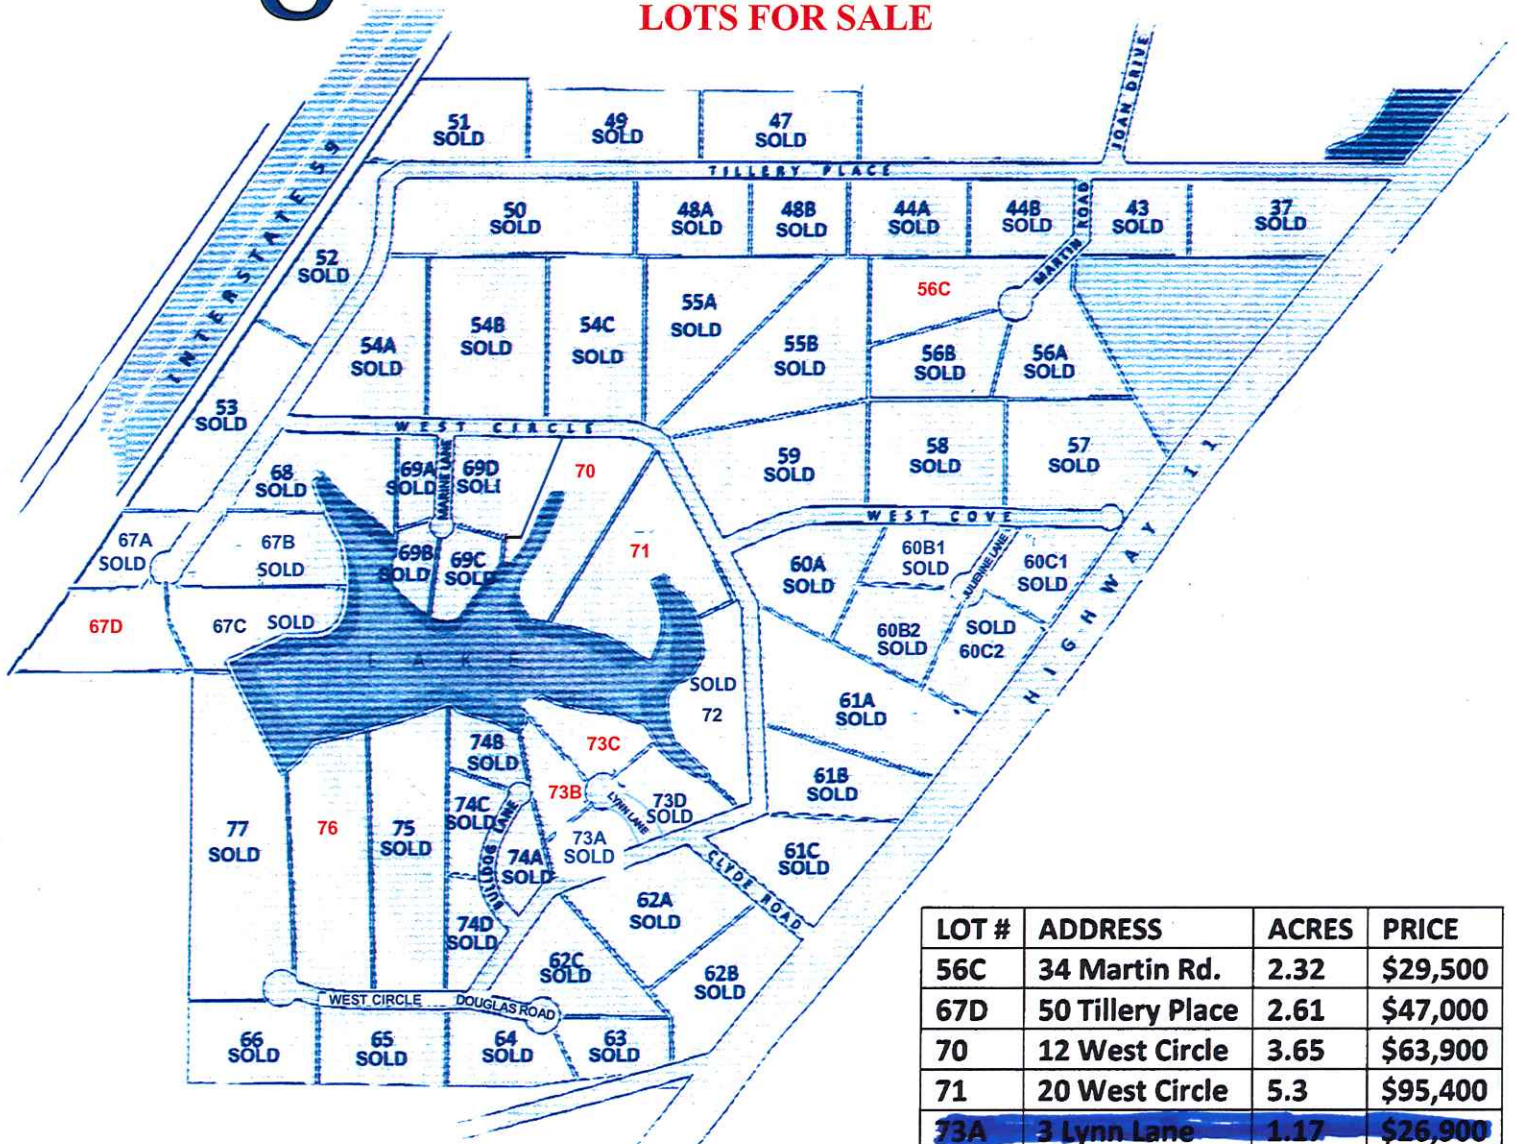 LOTS FOR SALE
JOAN DRIVE
INTERSTATE 59
51
SOLD
49
SOLD
47
SOLD
TILLERY PLACE
50
SOLD
48A
SOLD
48B
SOLD
44A
SOLD
44B
SOLD
MARTIN ROAD
43
SOLD
37
SOLD
52
SOLD
54A
SOLD
54B
SOLD
54C
SOLD
55A
SOLD
55B
SOLD
56C
56B
SOLD
56A
SOLD
53
SOLD
WEST CIRCLE
68
SOLD
69A
SOLD
MARINE LANE
69D
SOLD
70
59
SOLD
58
SOLD
57
SOLD
HIGHWAY 11
WEST COVE
67A
SOLD
67B
SOLD
69B
SOLD
69C
SOLD
71
60A
SOLD
60B1
SOLD
JULIENNE LANE
60C1
SOLD
67D
67C SOLD
60B2
SOLD
SOLD
60C2
LAKE
SOLD
72
61A
SOLD
74B
SOLD
73C
61B
SOLD
73B
LYNN LANE
73D
SOLD
74C
SOLD
BULLDOG LANE
77
SOLD
76
75
SOLD
74A
SOLD
73A
SOLD
CLYDE ROAD
61C
SOLD
74D
SOLD
62A
SOLD
62C
SOLD
62B
SOLD
WEST CIRCLE DOUGLAS ROAD
66
SOLD
65
SOLD
64
SOLD
63
SOLD
LOT # ADDRESS ACRES PRICE
56C 34 Martin Rd. 2.32 $29,500
67D 50 Tillery Place 2.61 $47,000
70 12 West Circle 3.65 $63,900
71 20 West Circle 5.3 $95,400
73A 3 Lynn Lane 1.17 $26,900